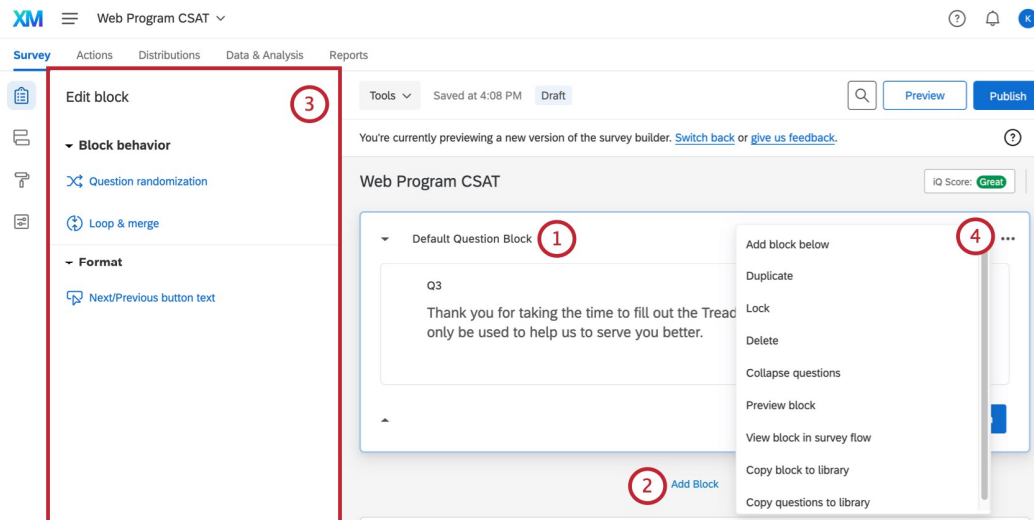 XM
Web Program CSAT
?
K
Survey
Actions
Distributions
Data & Analysis
Reports
Edit block
3
Block behavior
Question randomization
Loop & merge
Format
Next/Previous button text
Tools
Saved at 4:08 PM
Draft
Preview
Publish
You're currently previewing a new version of the survey builder. Switch back or give us feedback.
?
Web Program CSAT
iQ Score: Great
Default Question Block
1
4
Q3
Thank you for taking the time to fill out the Tread
only be used to help us to serve you better.
Add block below
Duplicate
Lock
Delete
Collapse questions
Preview block
View block in survey flow
Copy block to library
Copy questions to library
2
Add Block